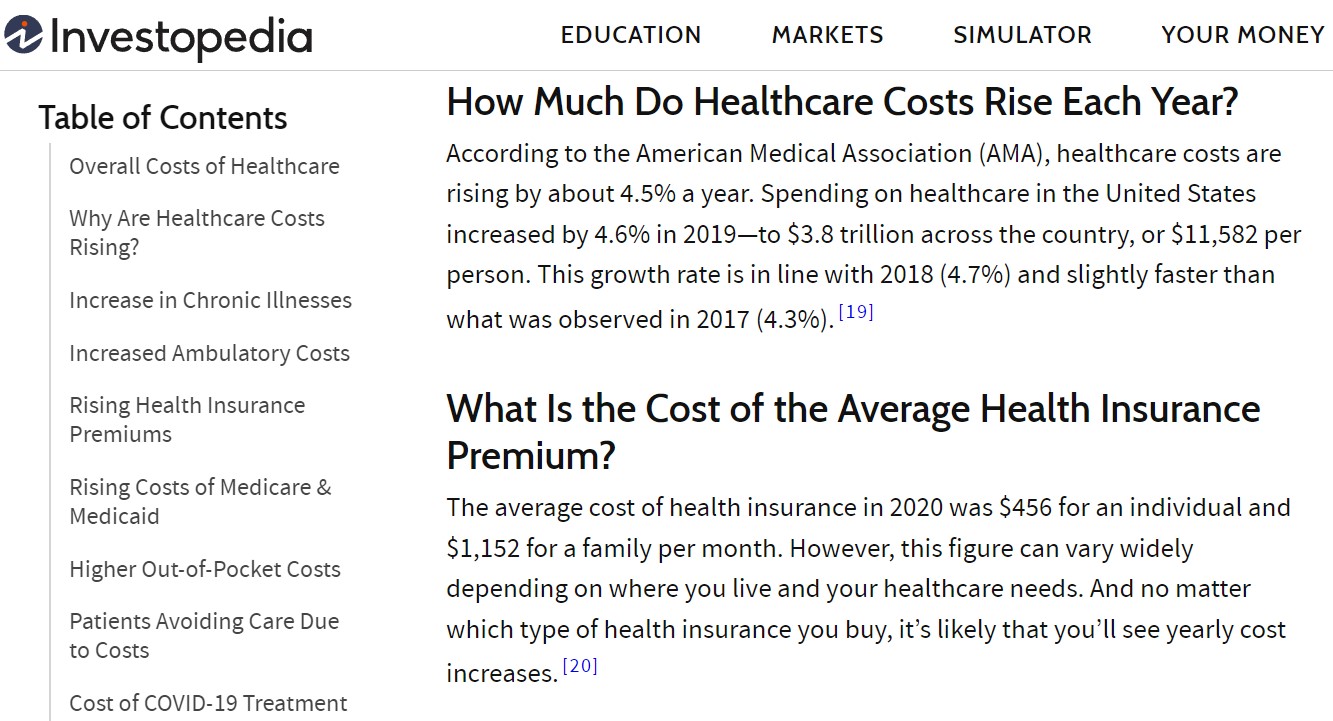 Investopedia
EDUCATION MARKETS SIMULATOR YOUR MONEY
Table of Contents
Overall Costs of Healthcare
Why Are Healthcare Costs
Rising?
Increase in Chronic Illnesses
Increased Ambulatory Costs
Rising Health Insurance
Premiums
Rising Costs of Medicare &
Medicaid
Higher Out-of-Pocket Costs
Patients Avoiding Care Due
to Costs
Cost of COVID-19 Treatment
How Much Do Healthcare Costs Rise Each Year?
According to the American Medical Association (AMA), healthcare costs are
rising by about 4.5% a year. Spending on healthcare in the United States
increased by 4.6% in 2019—to $3.8 trillion across the country, or $11,582 per
person. This growth rate is in line with 2018 (4.7%) and slightly faster than
what was observed in 2017 (4.3%). [19]
What Is the Cost of the Average Health Insurance
Premium?
The average cost of health insurance in 2020 was $456 for an individual and
$1,152 for a family per month. However, this figure can vary widely
depending on where you live and your healthcare needs. And no matter
which type of health insurance you buy, it’s likely that you’ll see yearly cost
increases. [20]